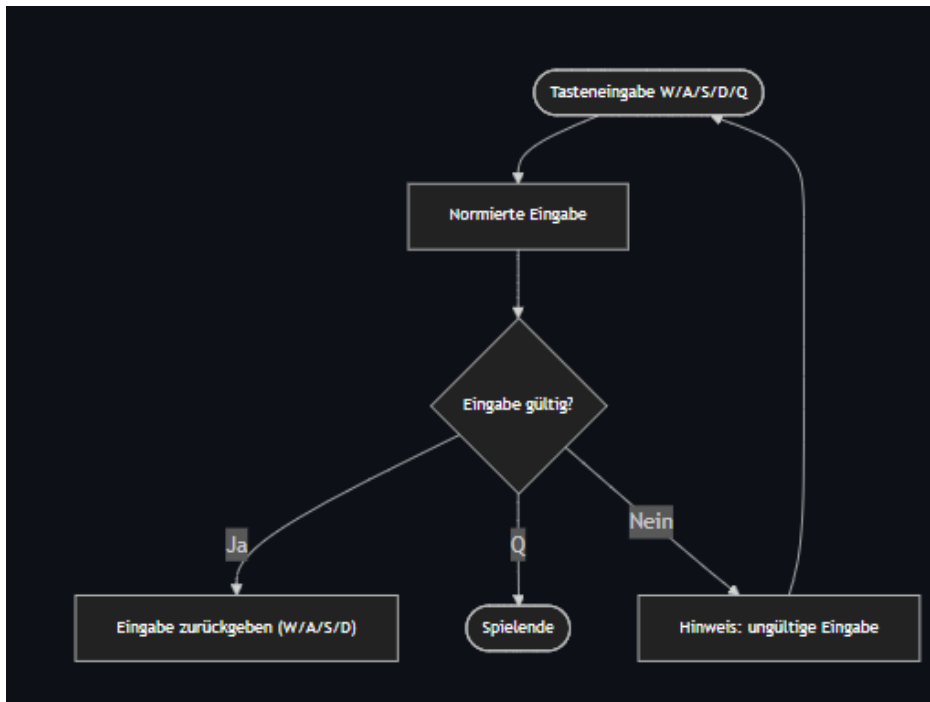 Tasteneingabe W/A/S/D/Q
Normierte Eingabe
Eingabe gültig?
Ja
Q
Nein
Eingabe zurückgeben (W/A/S/D)
Spielende
Hinweis: ungültige Eingabe